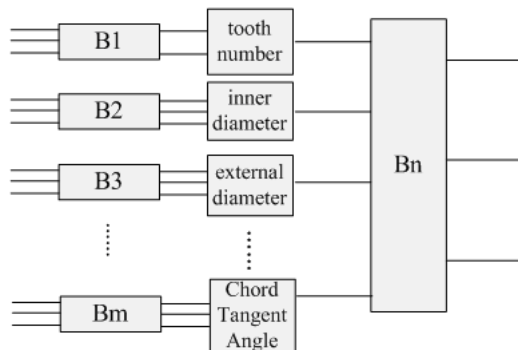 B1
tooth
number
B2
inner
diameter
B3
external
diameter
Bn
Bm
Chord
Tangent
Angle